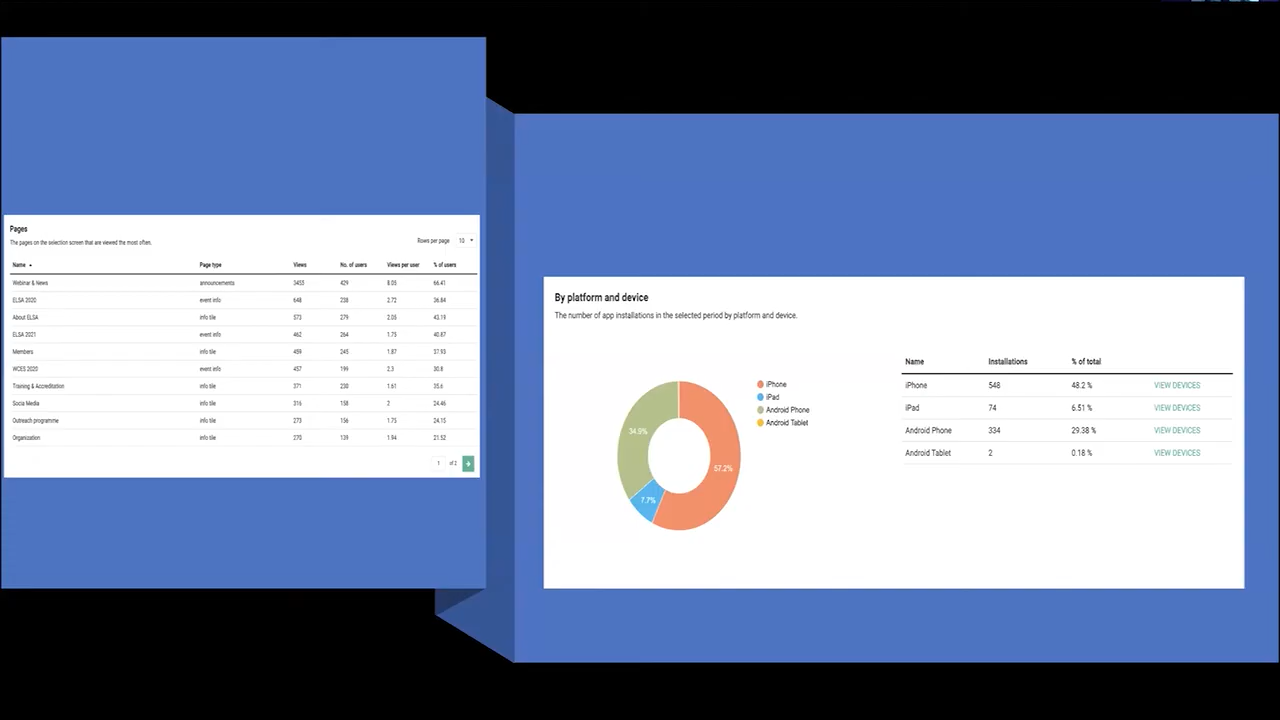 Pages
The pages on the selection screen that are viewed the most often.
Rows per page 10
Name Page type Views No. of users Views per user % of users
Webinar & News announcements 3455 429 8.05 66.41
ELSA 2020 event info 648 238 2.72 36.84
About ELSA info tile 573 279 2.05 43.19
ELSA 2021 event info 462 264 1.75 40.87
Members info tile 459 245 1.87 37.93
WCES 2020 event info 457 199 2.3 30.8
Training & Accreditation info tile 371 230 1.61 35.6
Socia Media info tile 316 158 2 24.46
Outreach programme info tile 273 156 1.75 24.15
Organization info tile 270 139 1.94 21.52
1 of 2
By platform and device
The number of app installations in the selected period by platform and device.
34.9%
7.7%
57.2%
iPhone
iPad
Android Phone
Android Tablet
Name Installations % of total
iPhone 548 48.2 % VIEW DEVICES
iPad 74 6.51 % VIEW DEVICES
Android Phone 334 29.38 % VIEW DEVICES
Android Tablet 2 0.18 % VIEW DEVICES